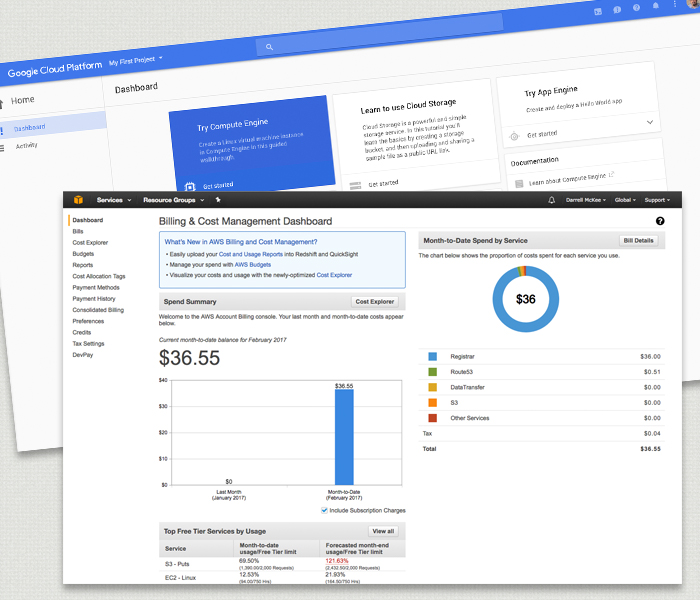 Google Cloud Platform
My First Project
Home
Dashboard
Activity
Dashboard
Try Compute Engine
Create a Linux virtual machine instance
in Compute Engine in this guided
walkthrough.
Get started
Learn to use Cloud Storage
Cloud Storage is a powerful and simple
storage service. In this tutorial you'll
learn the basics by creating a storage
bucket, and then uploading and sharing a
sample file as a public URL link.
Get started
Try App Engine
Create and deploy a Hello World app
Get started
Documentation
Learn about Compute Engine
Services
Resource Groups
Darrell McKee
Global
Support
Dashboard
Bills
Cost Explorer
Budgets
Reports
Cost Allocation Tags
Payment Methods
Payment History
Consolidated Billing
Preferences
Credits
Tax Settings
DevPay
Billing & Cost Management Dashboard
What's New in AWS Billing and Cost Management?
• Easily upload your Cost and Usage Reports into Redshift and QuickSight
• Manage your spend with AWS Budgets
• Visualize your costs and usage with the newly-optimized Cost Explorer
Spend Summary
Cost Explorer
Welcome to the AWS Account Billing console. Your last month and month-to-date costs appear
below.
Current month-to-date balance for February 2017
$36.55
$40
$30
$20
$10
$0
$0
$36.55
Last Month
(January 2017)
Month-to-Date
(February 2017)
Include Subscription Charges
Top Free Tier Services by Usage
View all
Service
Month-to-date
usage/Free Tier limit
Forecasted month-end
usage/Free Tier limit
S3 - Puts
69.50%
(1,390.00/2,000 Requests)
121.63%
(2,432.50/2,000 Requests)
EC2 - Linux
12.53%
(94.00/750 Hrs)
21.93%
(164.50/750 Hrs)
Month-to-Date Spend by Service
Bill Details
The chart below shows the proportion of costs spent for each service you use.
$36
Registrar $36.00
Route53 $0.51
DataTransfer $0.00
S3 $0.00
Other Services $0.00
Tax $0.04
Total $36.55